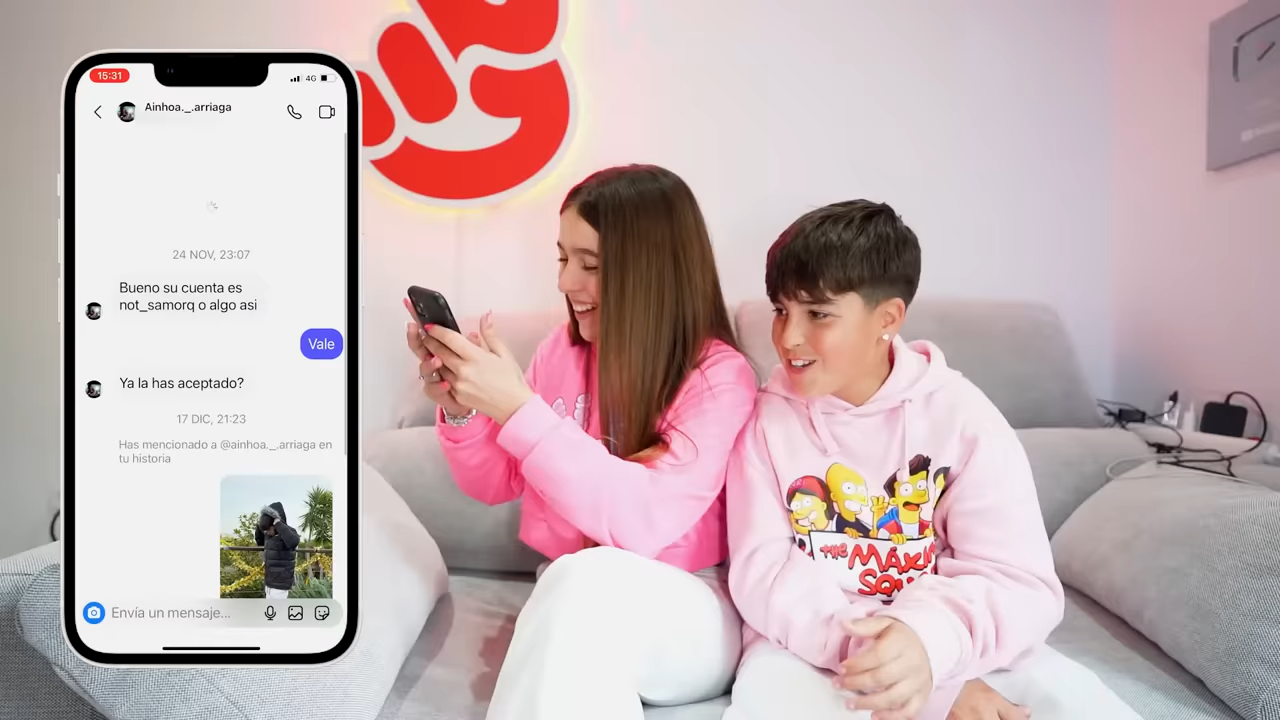 15:31
4G
Ainhoa._.arriaga
24 NOV, 23:07
Bueno su cuenta es
not_samorq o algo asi
Vale
Ya la has aceptado?
17 DIC, 21:23
Has mencionado a @ainhoa._.arriaga en
tu historia
Envía un mensaje...
THE